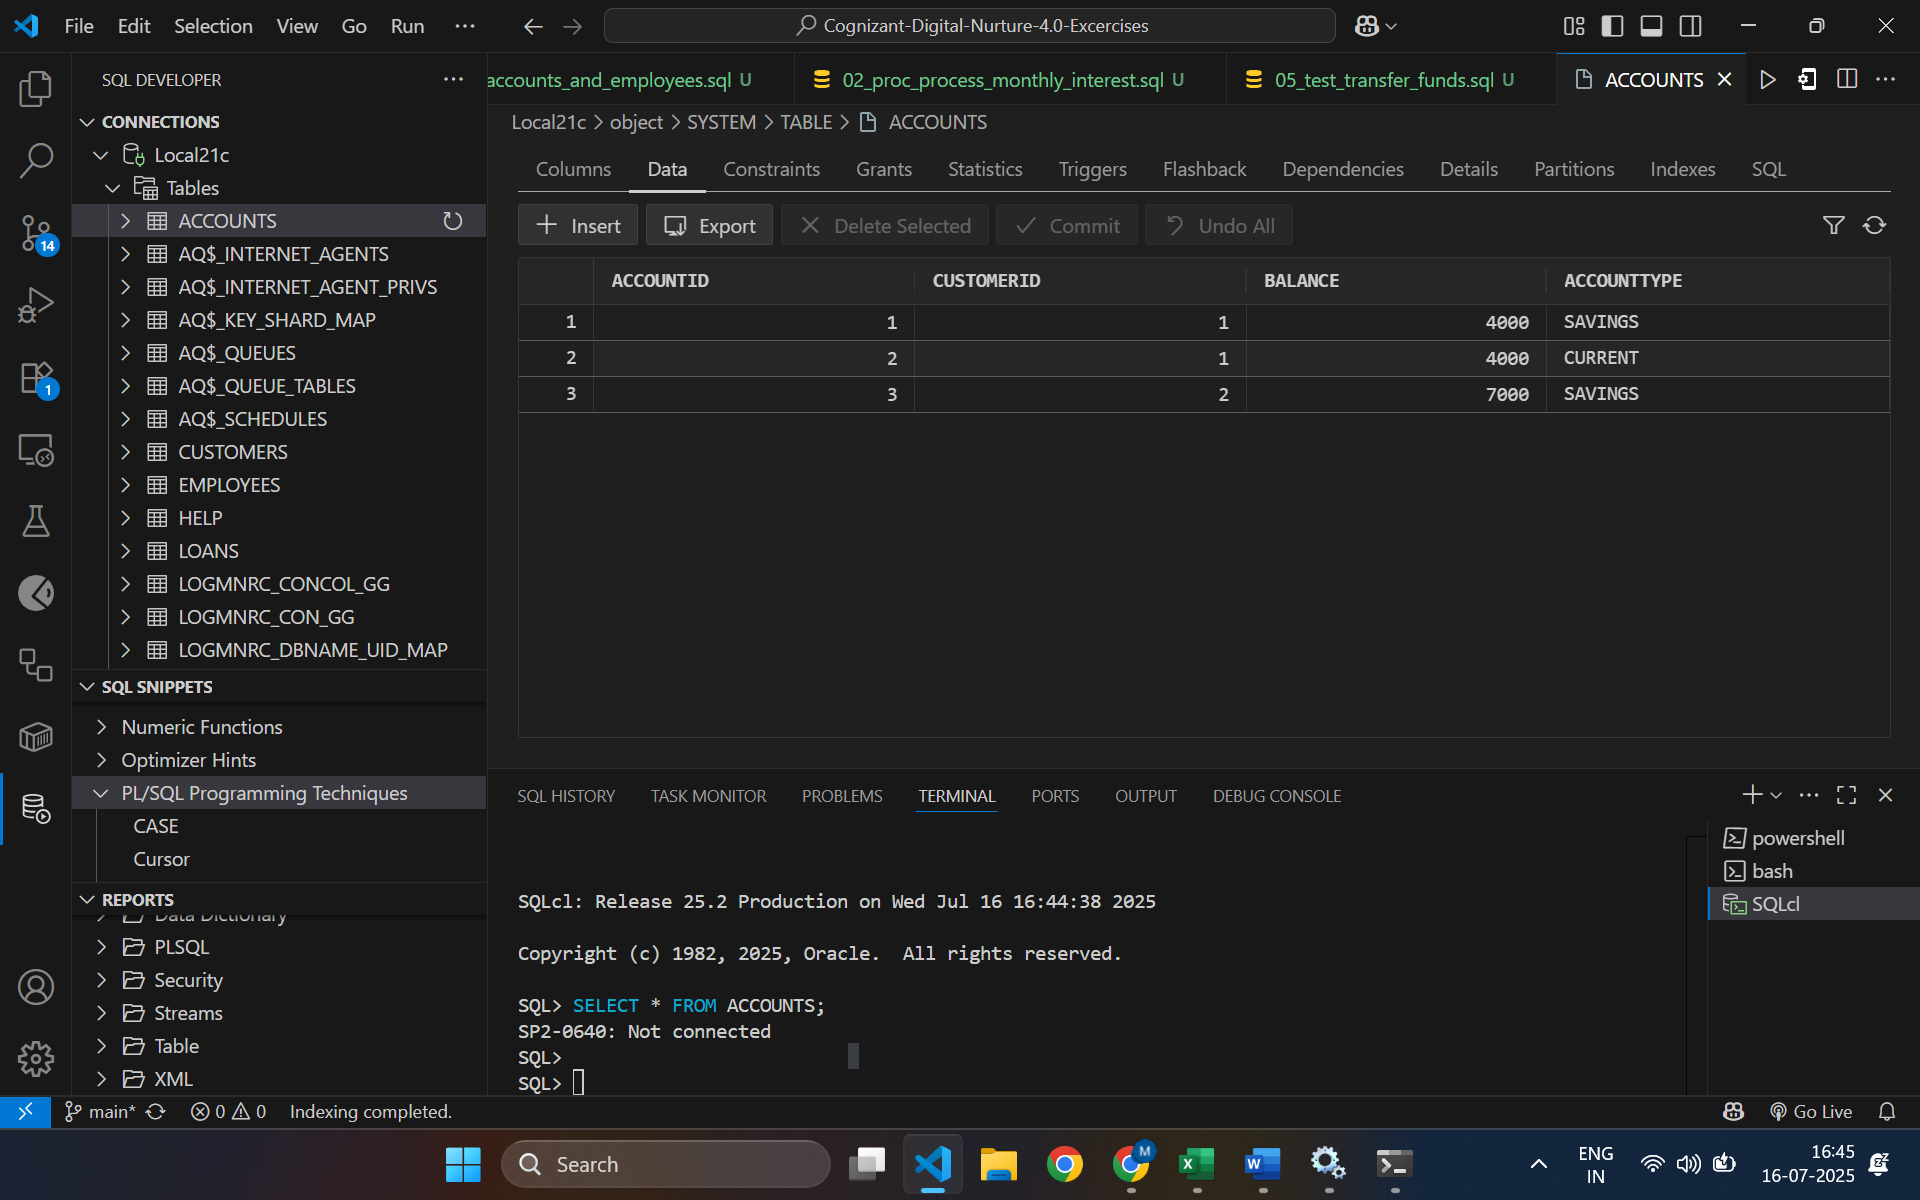 File Edit Selection View Go Run ···
Cognizant-Digital-Nurture-4.0-Excercises
SQL DEVELOPER
CONNECTIONS
Local21c
Tables
ACCOUNTS
AQ$_INTERNET_AGENTS
AQ$_INTERNET_AGENT_PRIVS
AQ$_KEY_SHARD_MAP
AQ$_QUEUES
AQ$_QUEUE_TABLES
AQ$_SCHEDULES
CUSTOMERS
EMPLOYEES
HELP
LOANS
LOGMNRC_CONCOL_GG
LOGMNRC_CON_GG
LOGMNRC_DBNAME_UID_MAP
SQL SNIPPETS
Numeric Functions
Optimizer Hints
PL/SQL Programming Techniques
CASE
Cursor
REPORTS
Data Dictionary
PLSQL
Security
Streams
Table
XML
14
1
accounts_and_employees.sql U
02_proc_process_monthly_interest.sql U
05_test_transfer_funds.sql U
ACCOUNTS
Local21c > object > SYSTEM > TABLE > ACCOUNTS
Columns Data Constraints Grants Statistics Triggers Flashback Dependencies Details Partitions Indexes SQL
Insert Export Delete Selected Commit Undo All
ACCOUNTID CUSTOMERID BALANCE ACCOUNTTYPE
1 1 1 4000 SAVINGS
2 2 1 4000 CURRENT
3 3 2 7000 SAVINGS
SQL HISTORY TASK MONITOR PROBLEMS TERMINAL PORTS OUTPUT DEBUG CONSOLE
SQLcl: Release 25.2 Production on Wed Jul 16 16:44:38 2025
Copyright (c) 1982, 2025, Oracle.  All rights reserved.
SQL> SELECT * FROM ACCOUNTS;
SP2-0640: Not connected
SQL>
SQL>
powershell
bash
SQLcl
main* 0 0 Indexing completed.
Go Live
Search
M
ENG
IN
16:45
16-07-2025